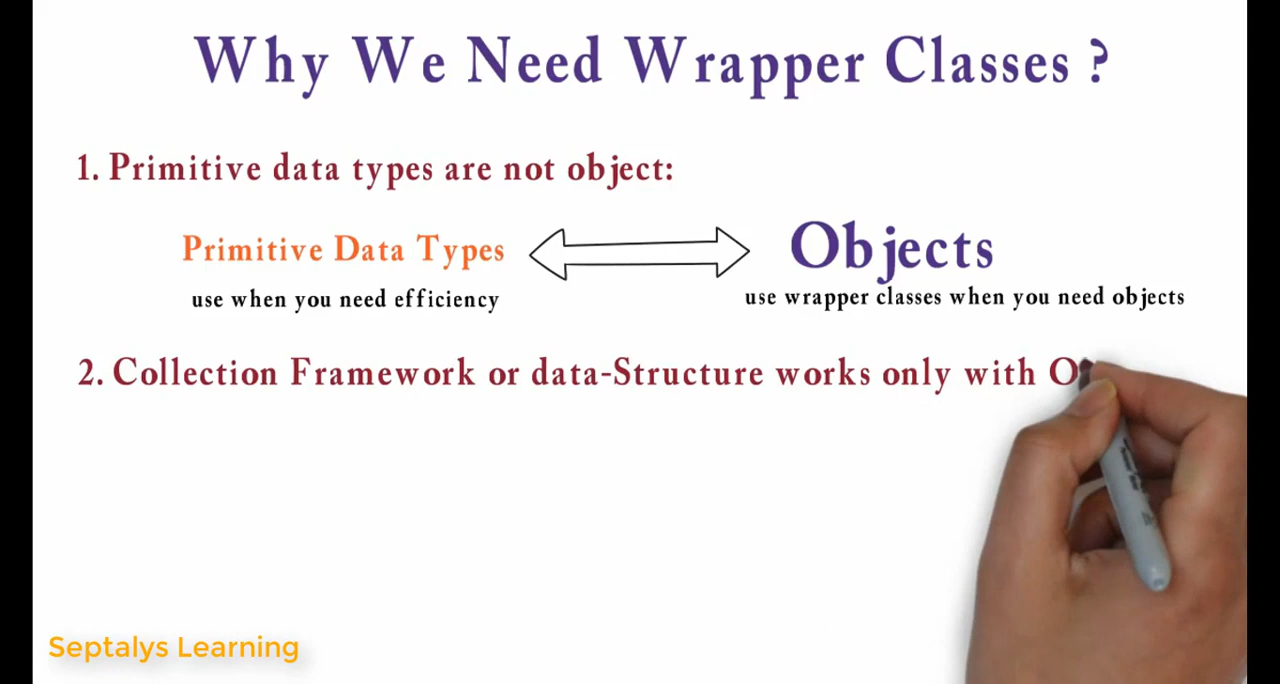 Why We Need Wrapper Classes ?
1. Primitive data types are not object:
Primitive Data Types
Objects
use when you need efficiency
use wrapper classes when you need objects
2. Collection Framework or data-Structure works only with
Septalys Learning